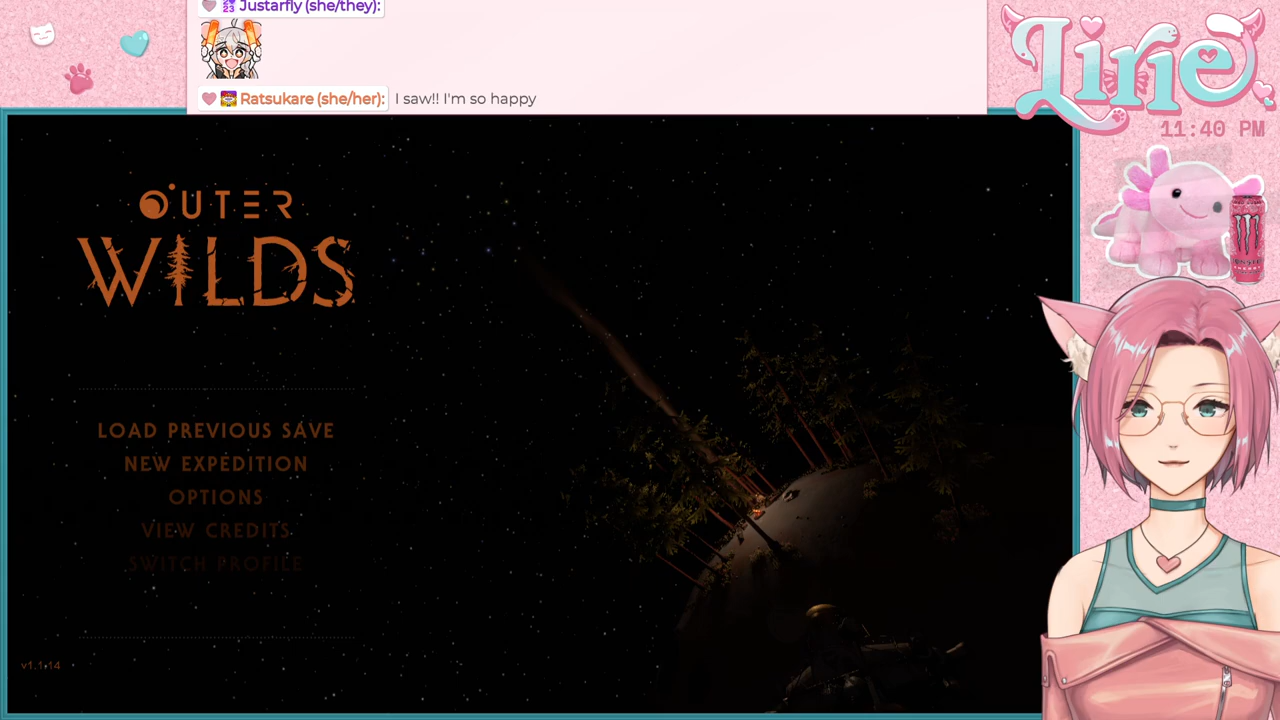 Justarfly (she/they):
Ratsukare (she/her): I saw!! I'm so happy
Lirie
11:40 PM
OUTER
WILDS
LOAD PREVIOUS SAVE
NEW EXPEDITION
OPTIONS
VIEW CREDITS
SWITCH PROFILE
v1.1.14